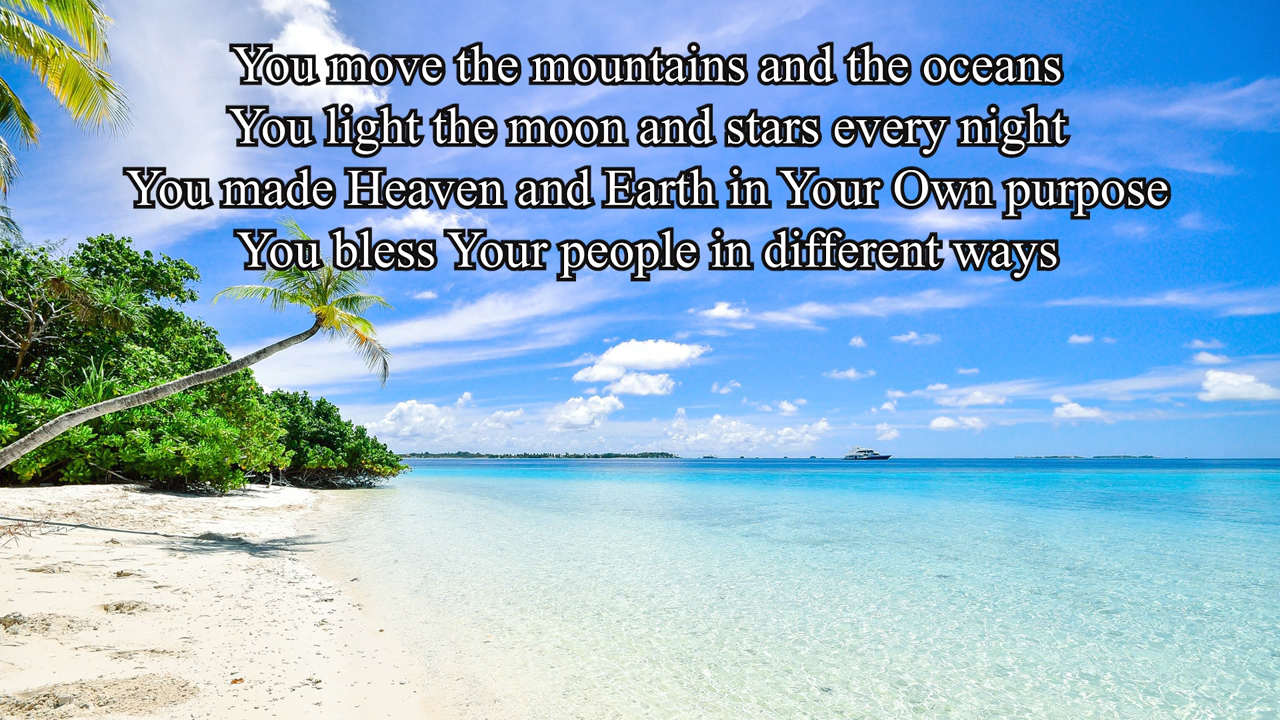 You move the mountains and the oceans
You light the moon and stars every night
You made Heaven and Earth in Your Own purpose
You bless Your people in different ways